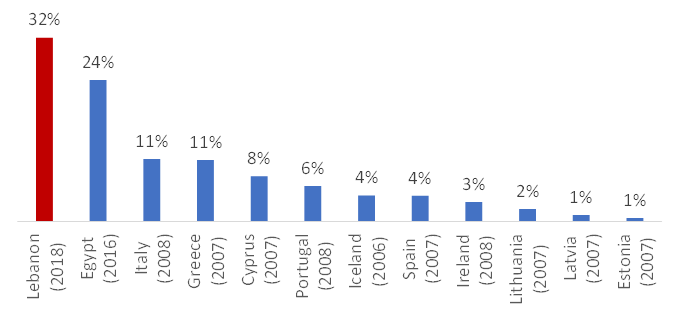 32%
24%
11%
11%
8%
6%
4%
4%
3%
2%
1%
1%
Lebanon
(2018)
Egypt
(2016)
Italy
(2008)
Greece
(2007)
Cyprus
(2007)
Portugal
(2008)
Iceland
(2006)
Spain
(2007)
Ireland
(2008)
Lithuania
(2007)
Latvia
(2007)
Estonia
(2007)